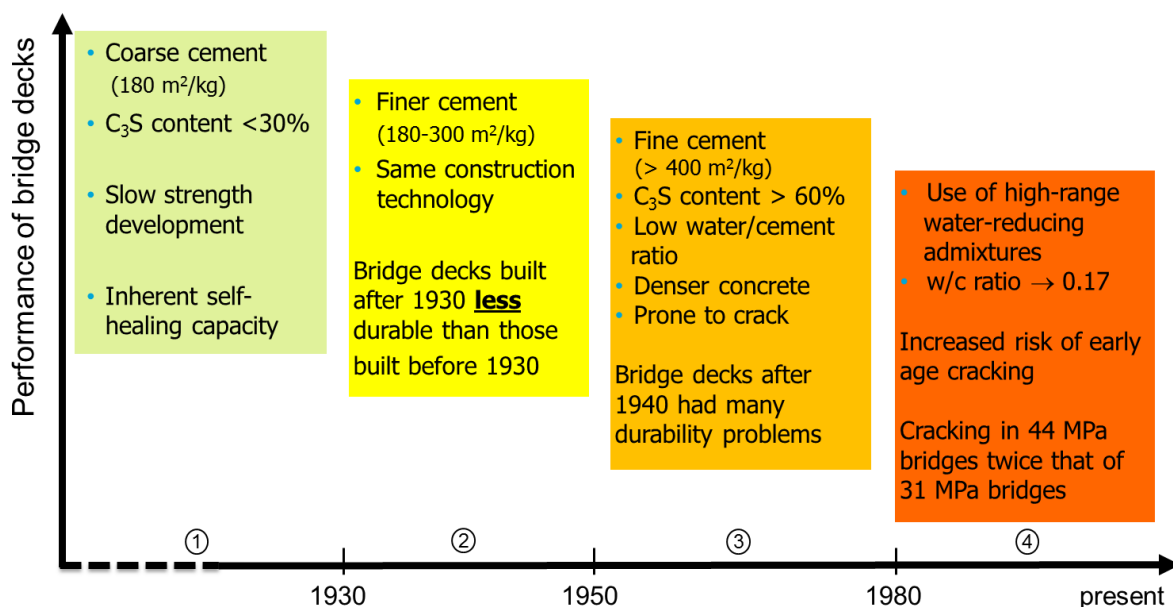 Performance of bridge decks
• Coarse cement
(180 m²/kg)
• C₃S content <30%
• Slow strength
development
• Inherent self-
healing capacity
• Finer cement
(180-300 m²/kg)
• Same construction
technology
Bridge decks built
after 1930 less
durable than those
built before 1930
• Fine cement
(> 400 m²/kg)
• C₃S content > 60%
• Low water/cement
ratio
• Denser concrete
• Prone to crack
Bridge decks after
1940 had many
durability problems
• Use of high-range
water-reducing
admixtures
• w/c ratio → 0.17
Increased risk of early
age cracking
Cracking in 44 MPa
bridges twice that of
31 MPa bridges
① ② ③ ④
1930 1950 1980 present